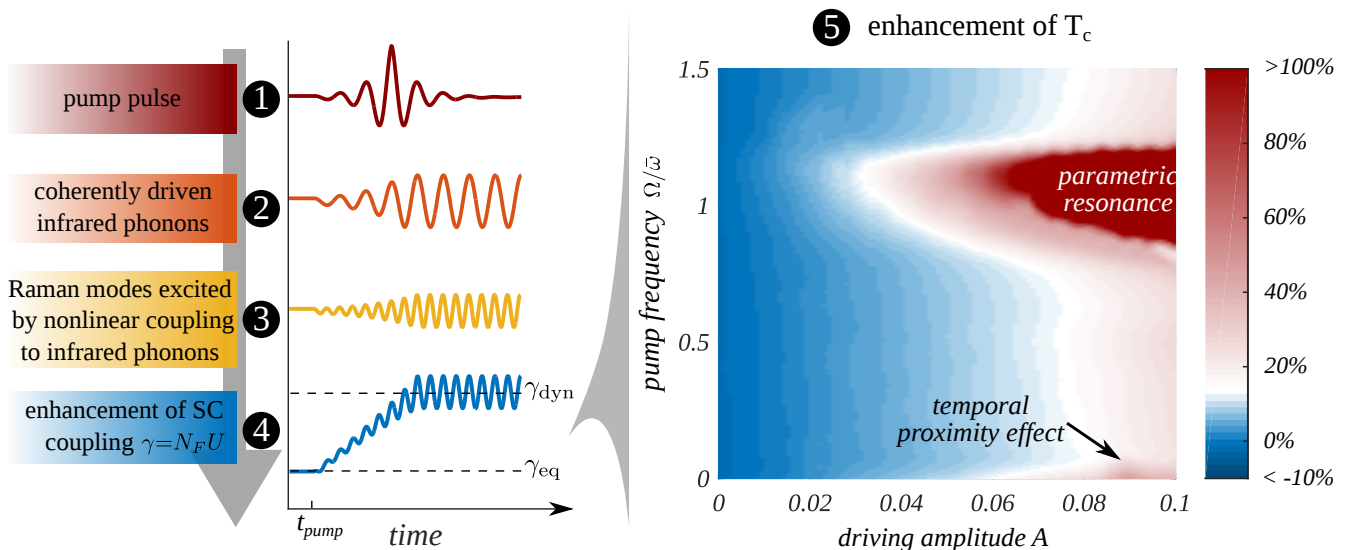 pump pulse
1
coherently driven
infrared phonons
2
Raman modes excited
by nonlinear coupling
to infrared phonons
3
enhancement of SC
coupling γ=N_F U
4
γ_dyn
γ_eq
t_pump
time
5 enhancement of T_c
pump frequency Ω/ω̄
1.5
1
0.5
0
parametric
resonance
temporal
proximity effect
0 0.02 0.04 0.06 0.08 0.1
driving amplitude A
>100%
80%
60%
40%
20%
0%
< -10%